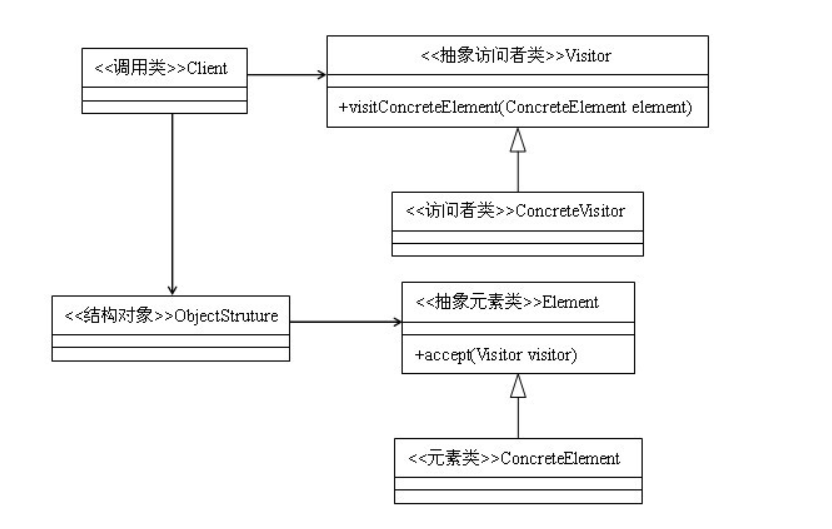 <<调用类>>Client
<<抽象访问者类>>Visitor
+visitConcreteElement(ConcreteElement element)
<<访问者类>>ConcreteVisitor
<<结构对象>>ObjectStruture
<<抽象元素类>>Element
+accept(Visitor visitor)
<<元素类>>ConcreteElement